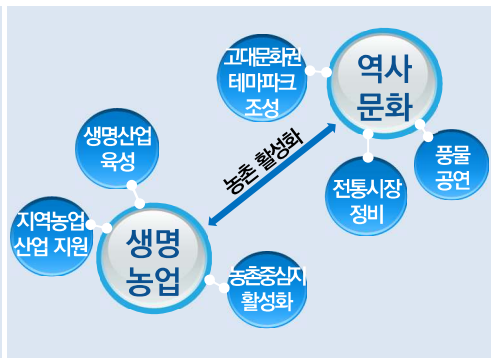 고대문화권
테마파크
조성
역사
문화
풍물
공연
전통시장
정비
농촌 활성화
생명산업
육성
지역농업
산업 지원
생명
농업
농촌중심지
활성화